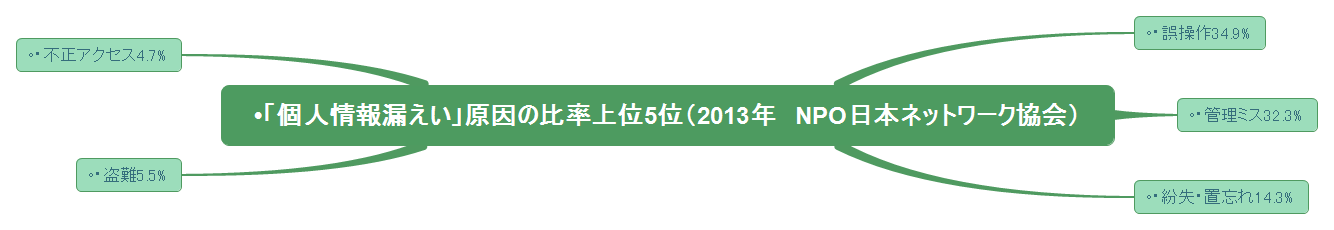 •「個人情報漏えい」原因の比率上位5位（2013年　NPO日本ネットワーク協会）
◦・誤操作34.9%
◦・管理ミス32.3%
◦・紛失・置忘れ14.3%
◦・盗難5.5%
◦・不正アクセス4.7%